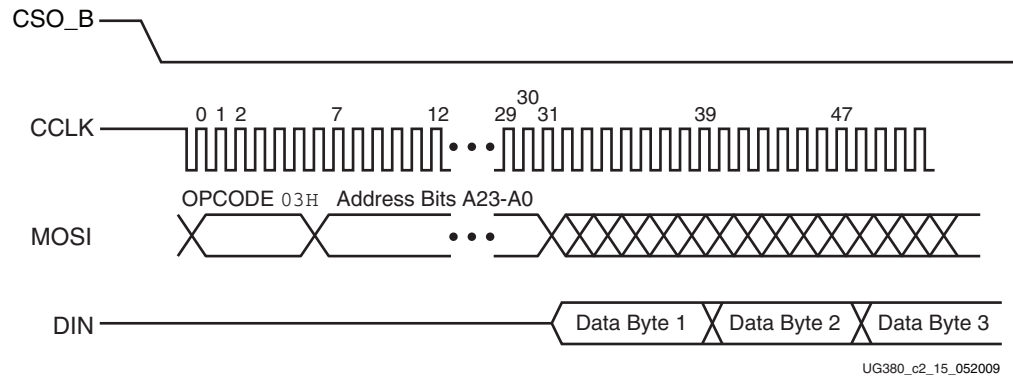 CSO_B
30
0 1 2 7 12 29 31 39 47
CCLK
OPCODE 03H Address Bits A23-A0
MOSI
DIN Data Byte 1 Data Byte 2 Data Byte 3
UG380_c2_15_052009